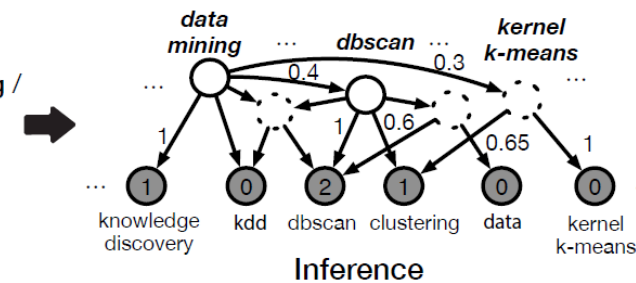 data
mining
...
dbscan
...
kernel
k-means
g /
...
0.4
0.3
...
1
1
0.6
0.65
1
...
1
0
2
1
0
0
knowledge
discovery
kdd
dbscan
clustering
data
kernel
k-means
Inference